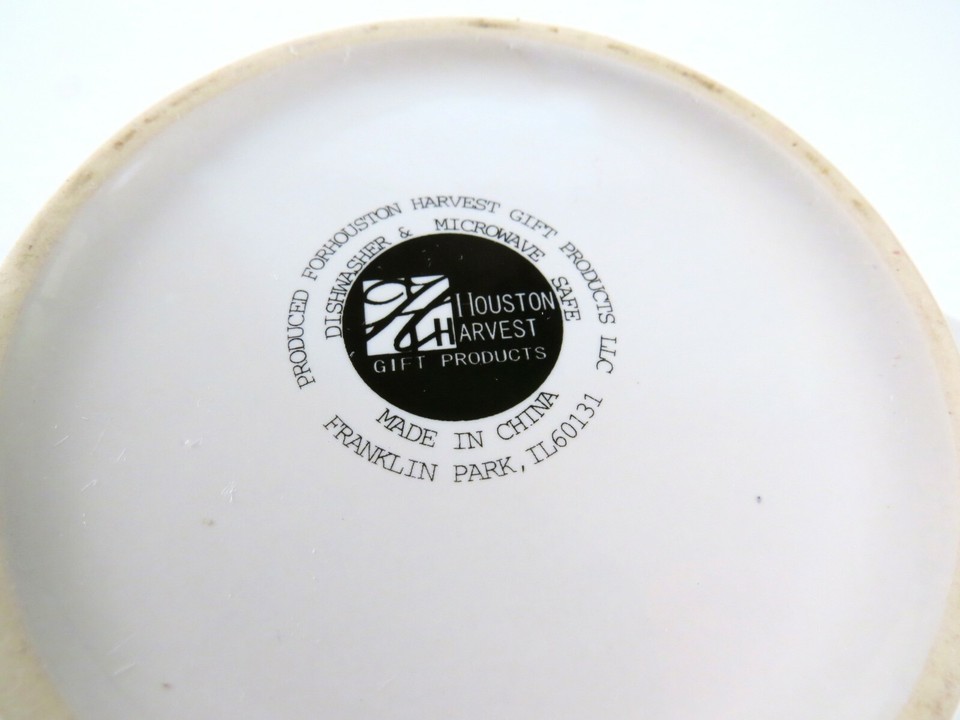 PRODUCED FORHOUSTON HARVEST GIFT PRODUCTS LLC
DISHWASHER & MICROWAVE SAFE
HOUSTON
HARVEST
GIFT PRODUCTS
MADE IN CHINA
FRANKLIN PARK, IL60131